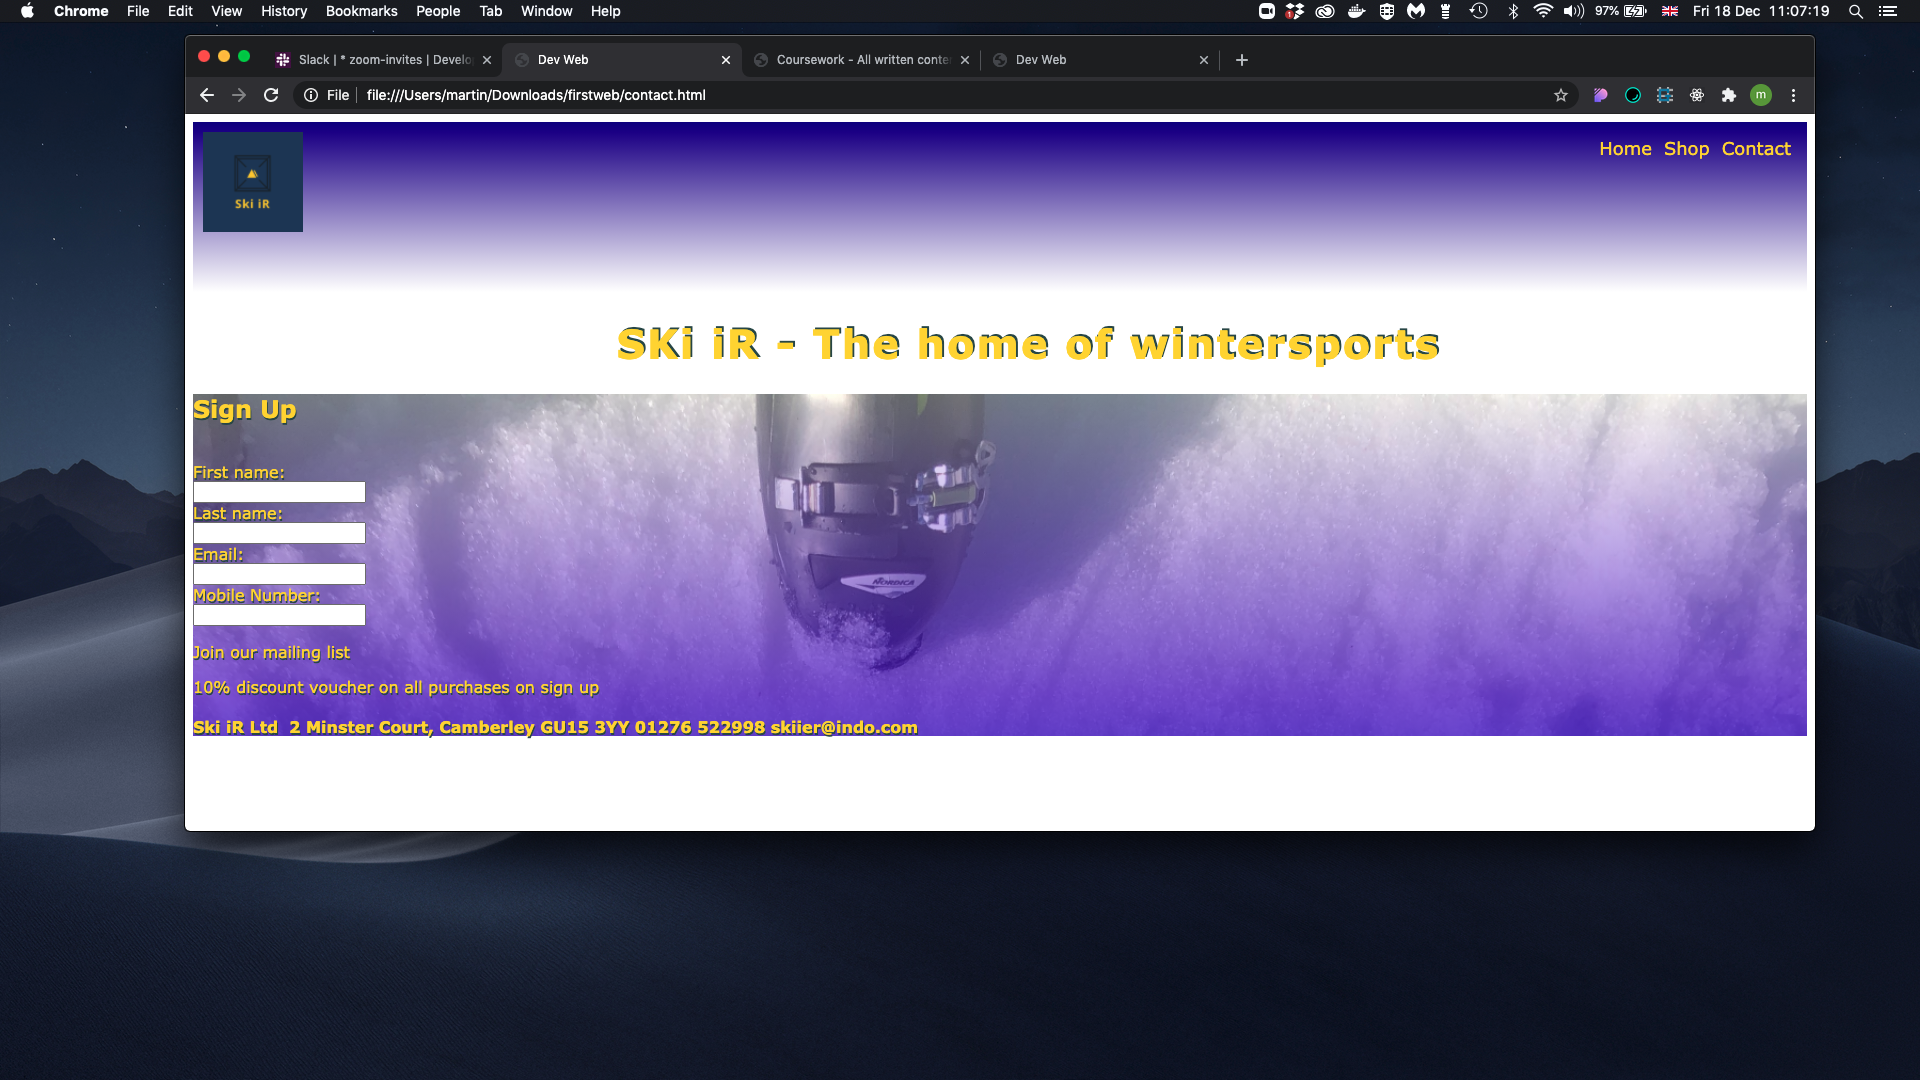 Chrome File Edit View History Bookmarks People Tab Window Help 97% Fri 18 Dec 11:07:19
Slack | * zoom-invites | Develo Dev Web Coursework - All written conte Dev Web
File file:///Users/martin/Downloads/firstweb/contact.html m
Home Shop Contact
Ski iR
SKi iR - The home of wintersports
Sign Up
First name:
Last name:
Email:
NORDICA
Mobile Number:
Join our mailing list
10% discount voucher on all purchases on sign up
Ski iR Ltd 2 Minster Court, Camberley GU15 3YY 01276 522998 skiier@indo.com